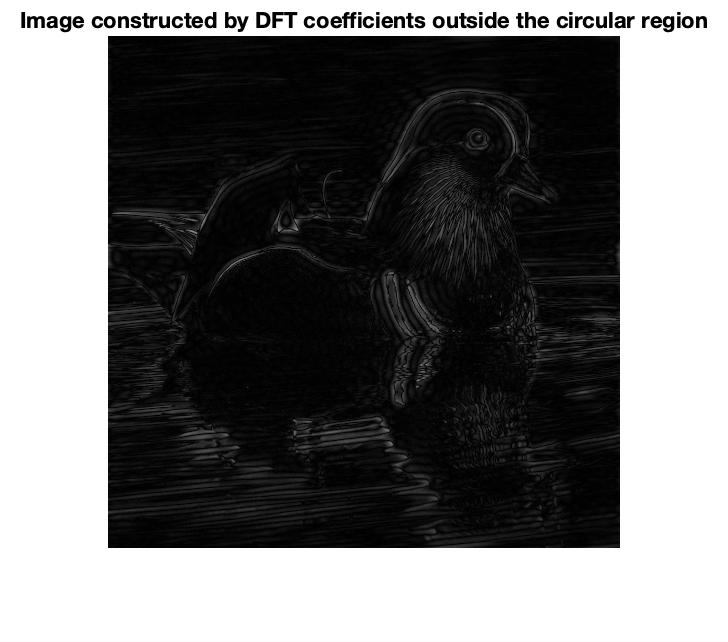 Image constructed by DFT coefficients outside the circular region